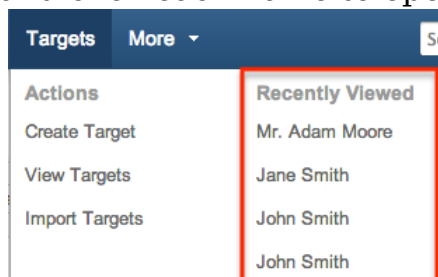 Targets More
Actions
Create Target
View Targets
Import Targets
Recently Viewed
Mr. Adam Moore
Jane Smith
John Smith
John Smith